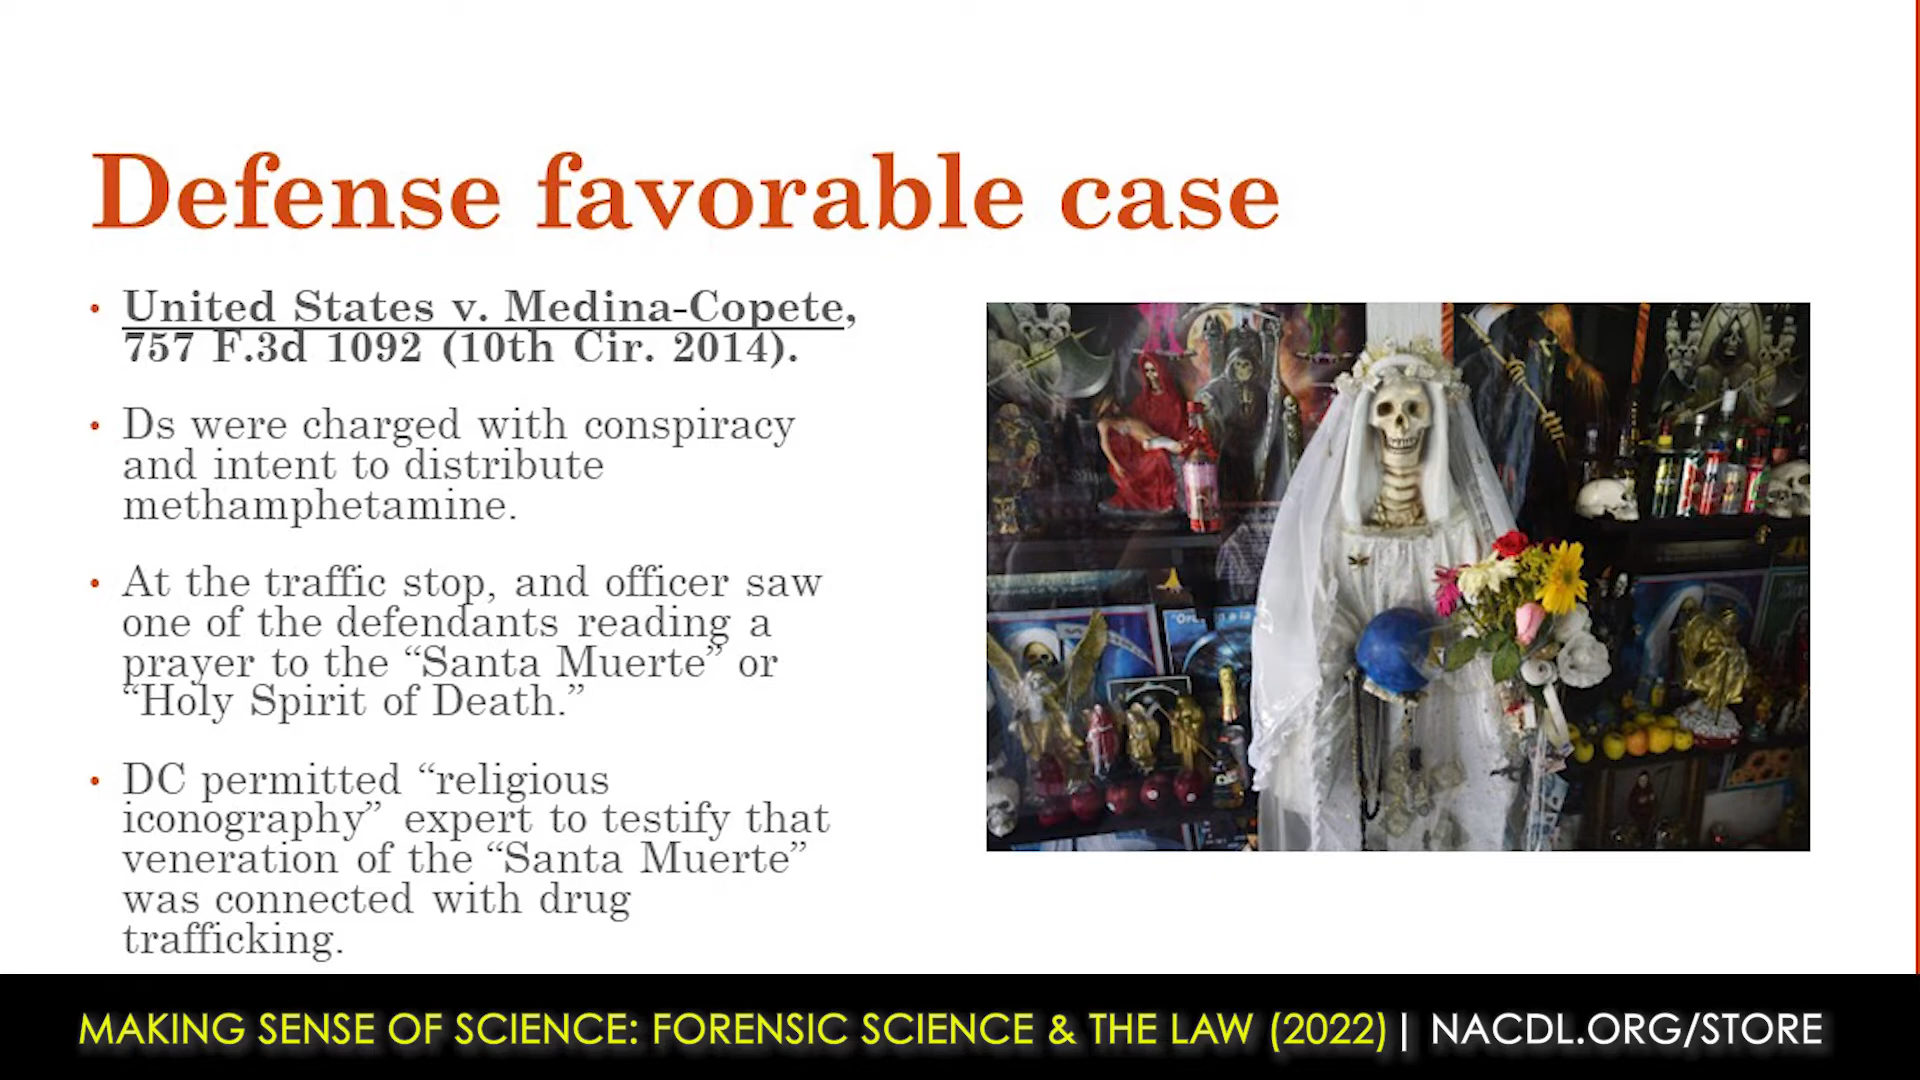 Defense favorable case
• United States v. Medina-Copete,
757 F.3d 1092 (10th Cir. 2014).
• Ds were charged with conspiracy
and intent to distribute
methamphetamine.
• At the traffic stop, and officer saw
one of the defendants reading a
prayer to the “Santa Muerte” or
“Holy Spirit of Death.”
• DC permitted “religious
iconography” expert to testify that
veneration of the “Santa Muerte”
was connected with drug
trafficking.
MAKING SENSE OF SCIENCE: FORENSIC SCIENCE & THE LAW (2022) | NACDL.ORG/STORE